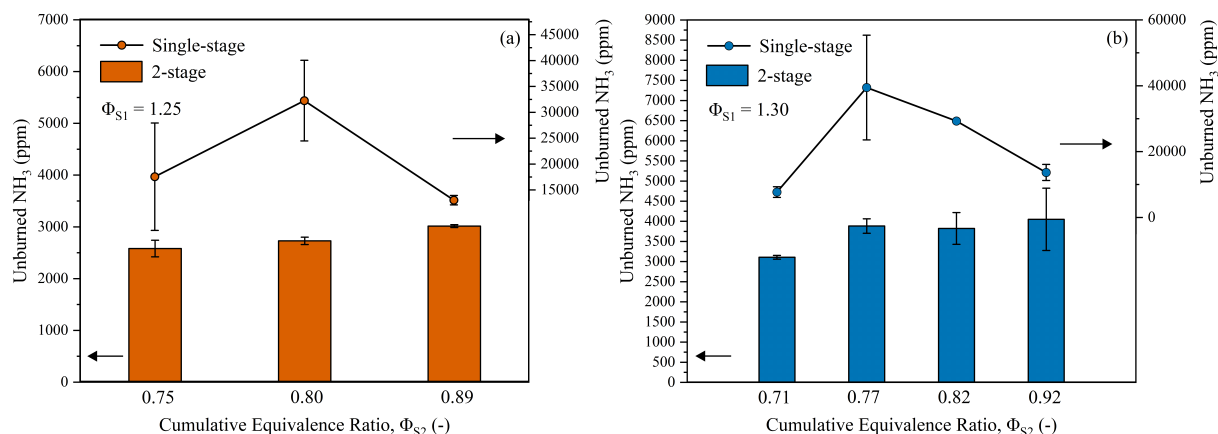 (a)
Single-stage
2-stage
ΦS1 = 1.25
Unburned NH3 (ppm)
7000
6000
5000
4000
3000
2000
1000
0
45000
40000
35000
30000
25000
20000
15000
Unburned NH3 (ppm)
0.75 0.80 0.89
Cumulative Equivalence Ratio, ΦS2 (-)
(b)
Single-stage
2-stage
ΦS1 = 1.30
Unburned NH3 (ppm)
9000
8500
8000
7500
7000
6500
6000
5500
5000
4500
4000
3500
3000
2500
2000
1500
1000
500
0
60000
40000
20000
0
Unburned NH3 (ppm)
0.71 0.77 0.82 0.92
Cumulative Equivalence Ratio, ΦS2 (-)